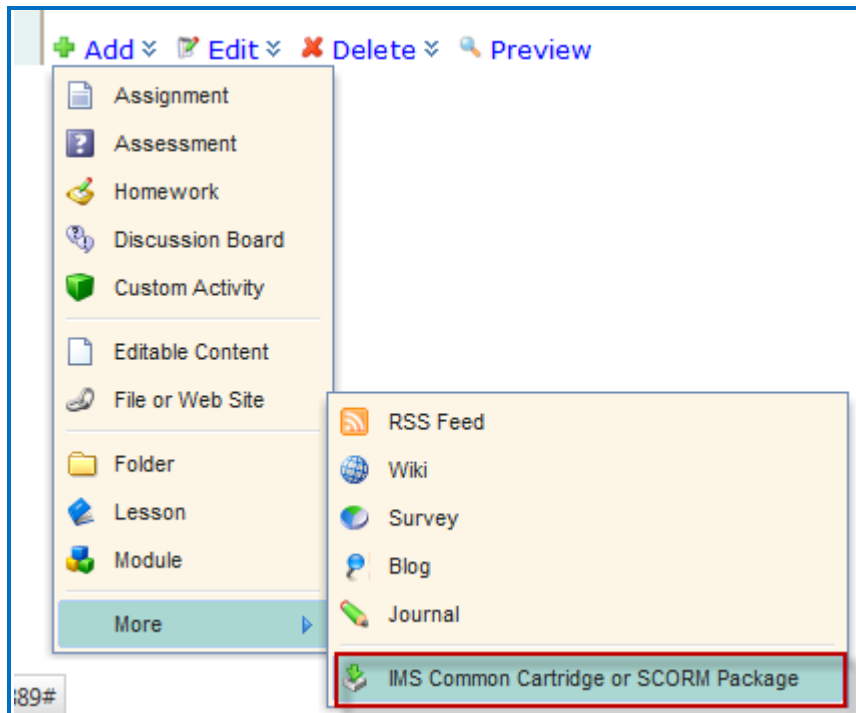 Add Edit Delete Preview
Assignment
Assessment
Homework
Discussion Board
Custom Activity
Editable Content
File or Web Site
Folder
Lesson
Module
More
RSS Feed
Wiki
Survey
Blog
Journal
IMS Common Cartridge or SCORM Package
389#